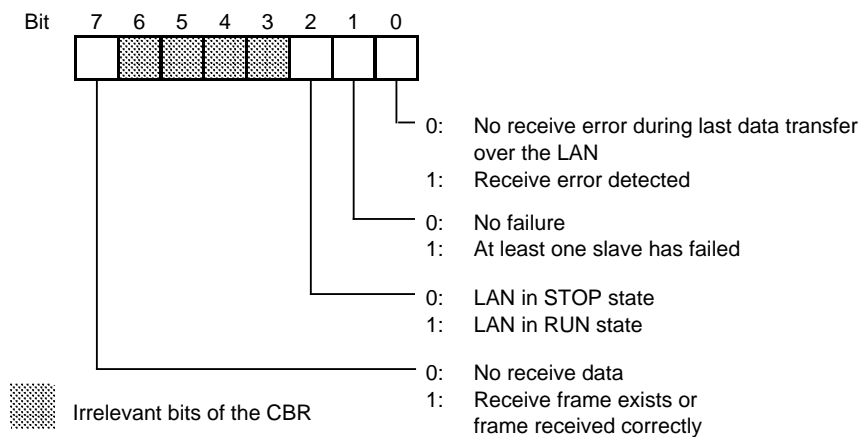 Bit 7 6 5 4 3 2 1 0
0: No receive error during last data transfer
over the LAN
1: Receive error detected
0: No failure
1: At least one slave has failed
0: LAN in STOP state
1: LAN in RUN state
0: No receive data
1: Receive frame exists or
frame received correctly
Irrelevant bits of the CBR